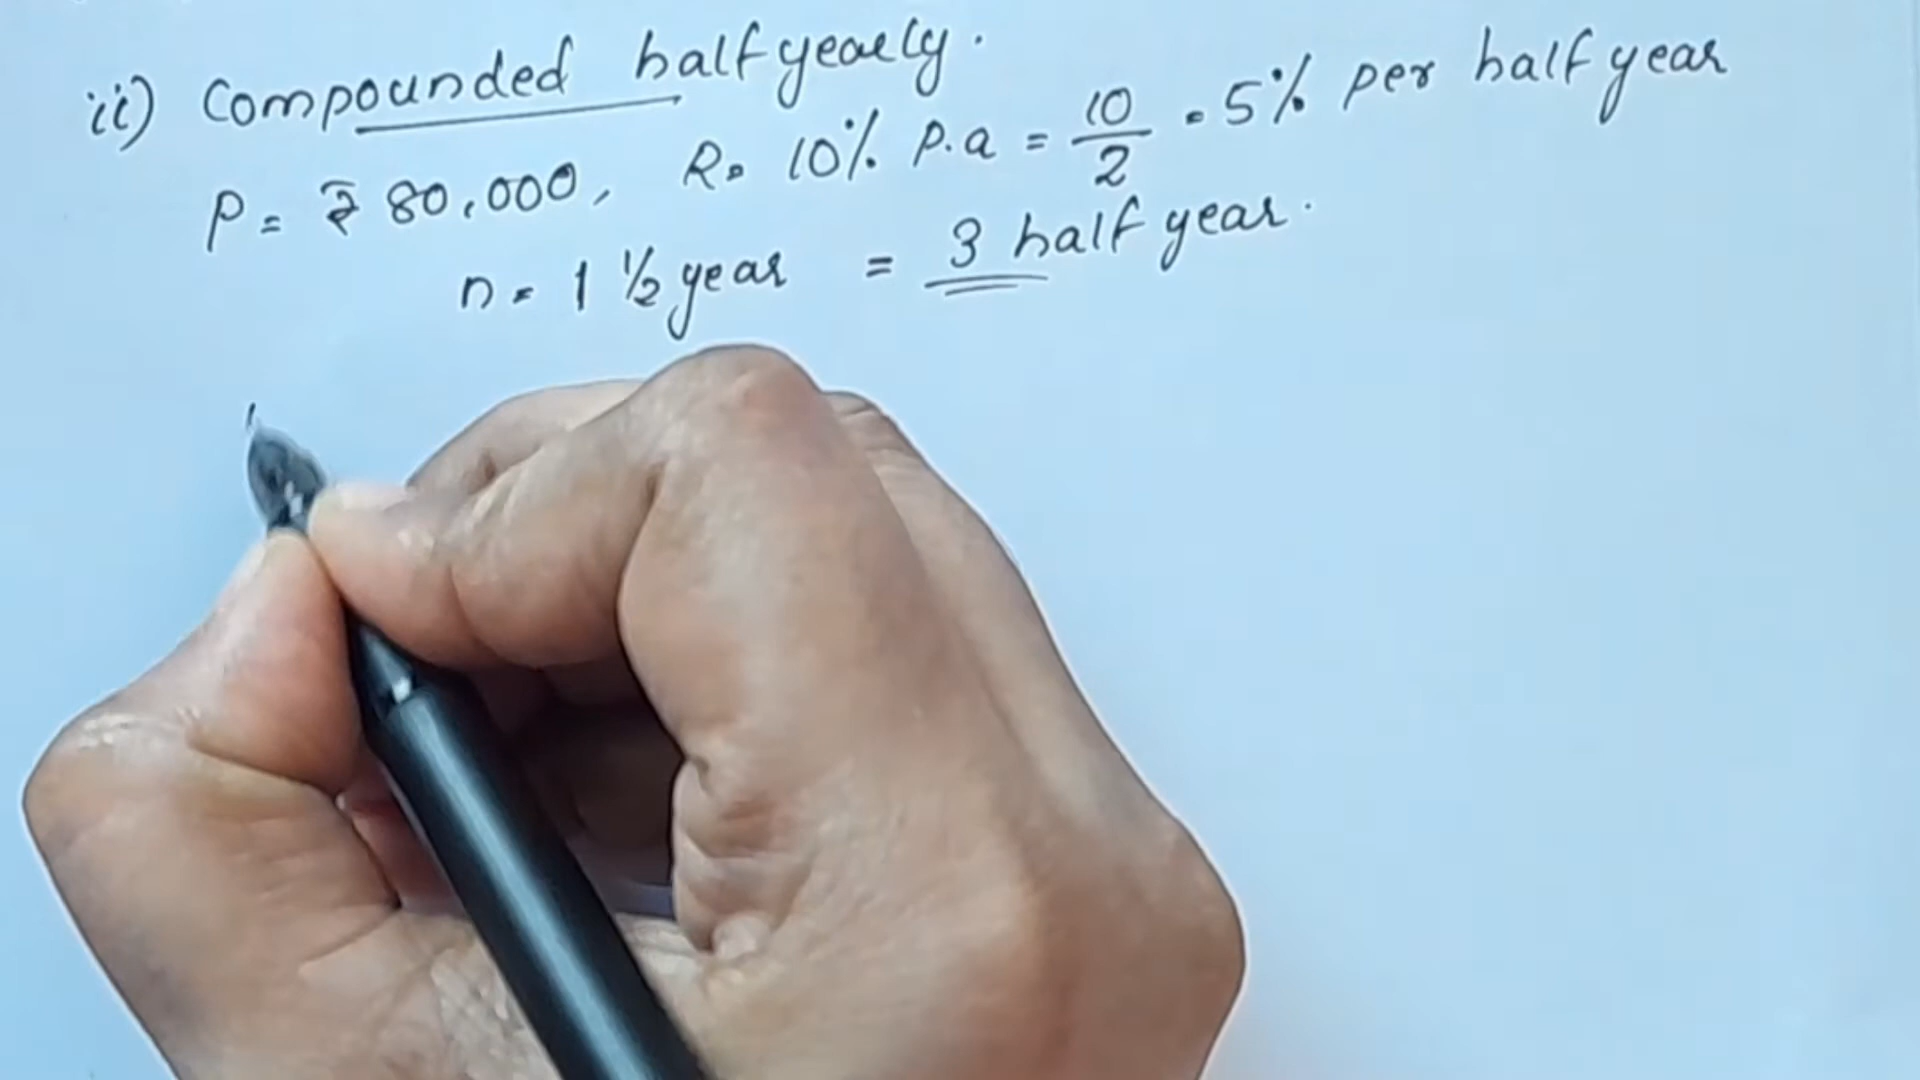 ii) Compounded half yearly.
P = ₹ 80,000, R = 10% P.a = 10/2 = 5% per half year
n = 1 ½ year = 3 half year.